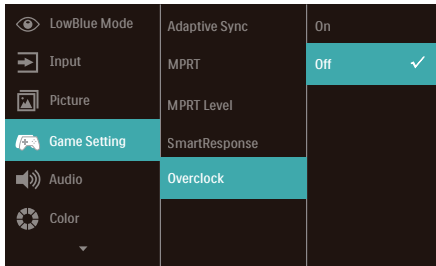 LowBlue Mode
Input
Picture
Game Setting
Audio
Color
Adaptive Sync
MPRT
MPRT Level
SmartResponse
Overclock
On
Off